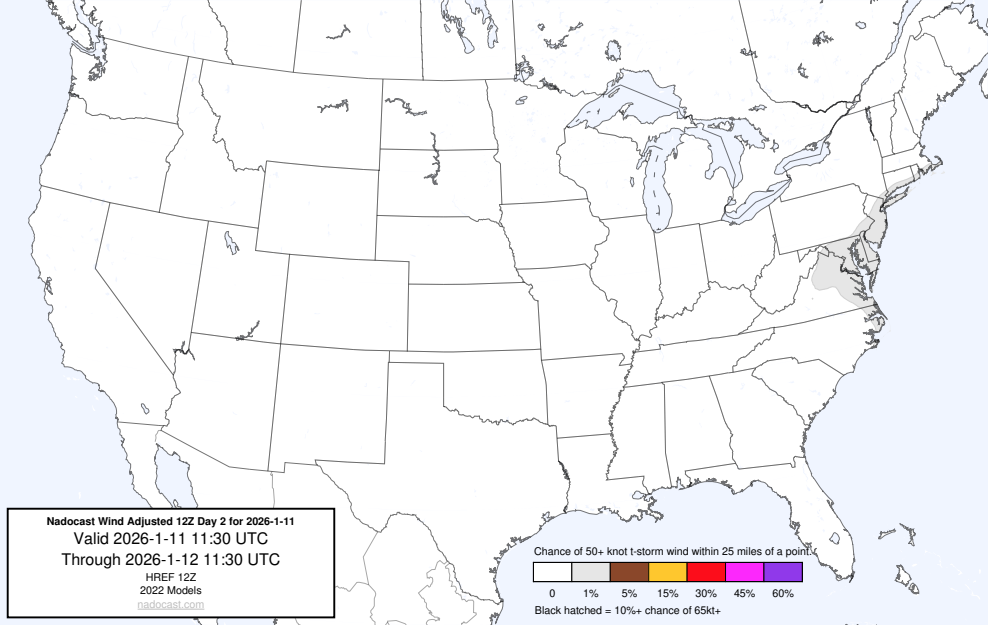 Nadocast Wind Adjusted 12Z Day 2 for 2026-1-11
Valid 2026-1-11 11:30 UTC
Through 2026-1-12 11:30 UTC
HREF 12Z
2022 Models
nadocast.com
Chance of 50+ knot t-storm wind within 25 miles of a point.
0 1% 5% 15% 30% 45% 60%
Black hatched = 10%+ chance of 65kt+